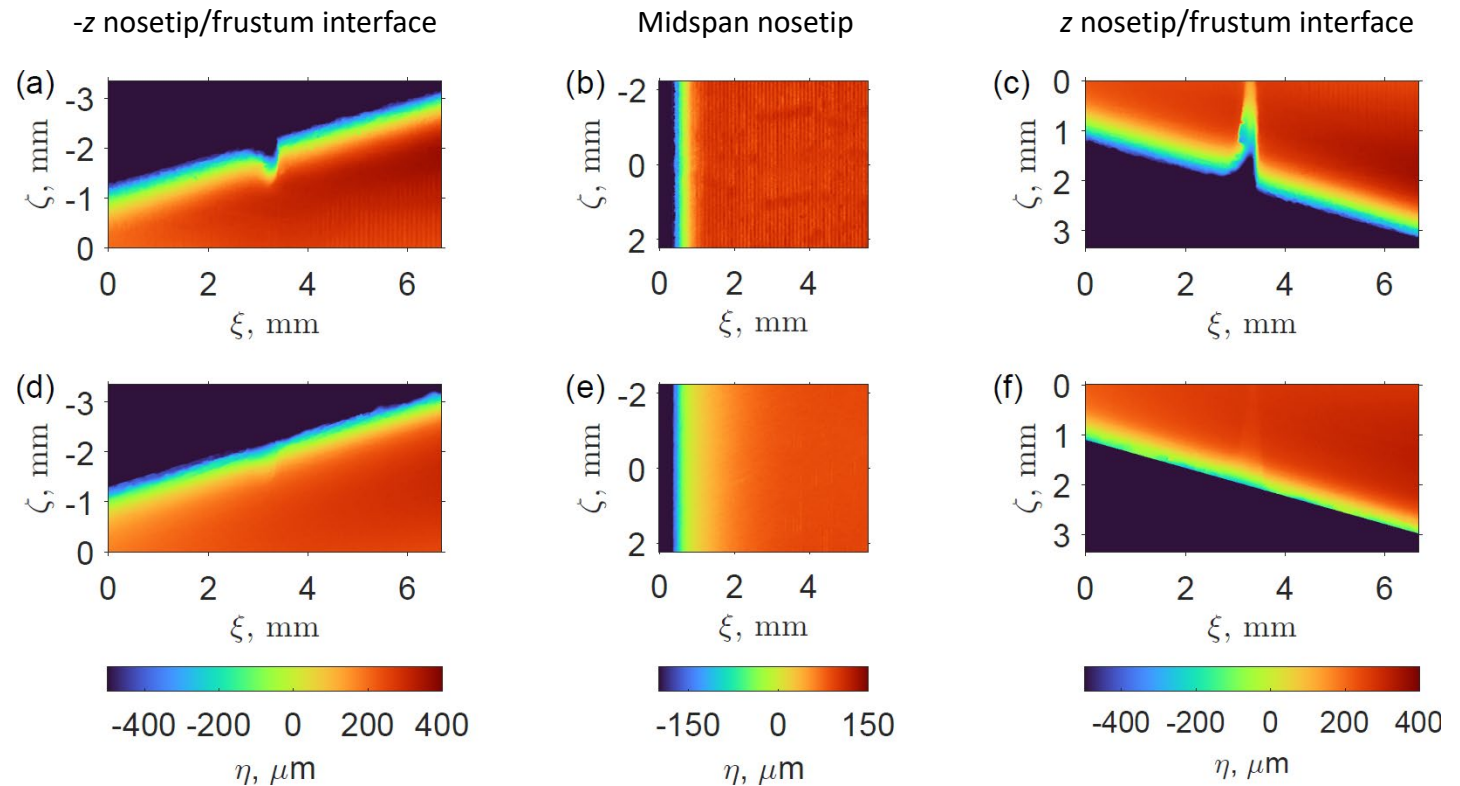 -z nosetip/frustum interface
Midspan nosetip
z nosetip/frustum interface
(a)
-3
-2
-1
0
ζ, mm
0 2 4 6
ξ, mm
(b)
-2
0
2
ζ, mm
0 2 4
ξ, mm
(c)
0
1
2
3
ζ, mm
0 2 4 6
ξ, mm
(d)
-3
-2
-1
0
ζ, mm
0 2 4 6
ξ, mm
(e)
-2
0
2
ζ, mm
0 2 4
ξ, mm
(f)
0
1
2
3
ζ, mm
0 2 4 6
ξ, mm
-400 -200 0 200 400
η, μm
-150 0 150
η, μm
-400 -200 0 200 400
η, μm